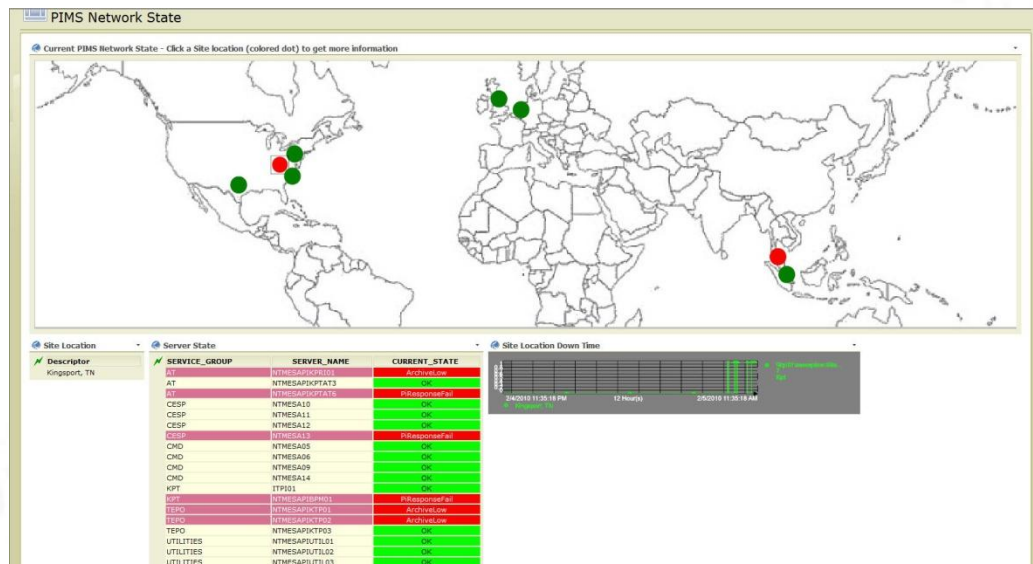 PIMS Network State
Current PIMS Network State - Click a Site location (colored dot) to get more information
Site Location
Descriptor
Kingsport, TN
Server State
SERVICE_GROUP SERVER_NAME CURRENT_STATE
AT NTMESAPIKPRI01 ArchiveLow
AT NTMESAPIKPTAT3 OK
AT NTMESAPIKPTAT6 PiResponseFail
CESP NTMESA10 OK
CESP NTMESA11 OK
CESP NTMESA12 OK
CESP NTMESA13 PiResponseFail
CMD NTMESA05 OK
CMD NTMESA06 OK
CMD NTMESA09 OK
CMD NTMESA14 OK
KPT ITPI01 OK
KPT NTMESAPIBPM01 PiResponseFail
TEPO NTMESAPIKTP01 ArchiveLow
TEPO NTMESAPIKTP02 ArchiveLow
TEPO NTMESAPIKTP03 OK
UTILITIES NTMESAPIUTIL01 OK
UTILITIES NTMESAPIUTIL02 OK
UTILITIES NTMESAPIUTIL03 OK
Site Location Down Time
2/4/2010 11:35:18 PM 12 Hour(s) 2/5/2010 11:35:18 AM
Kingsport, TN